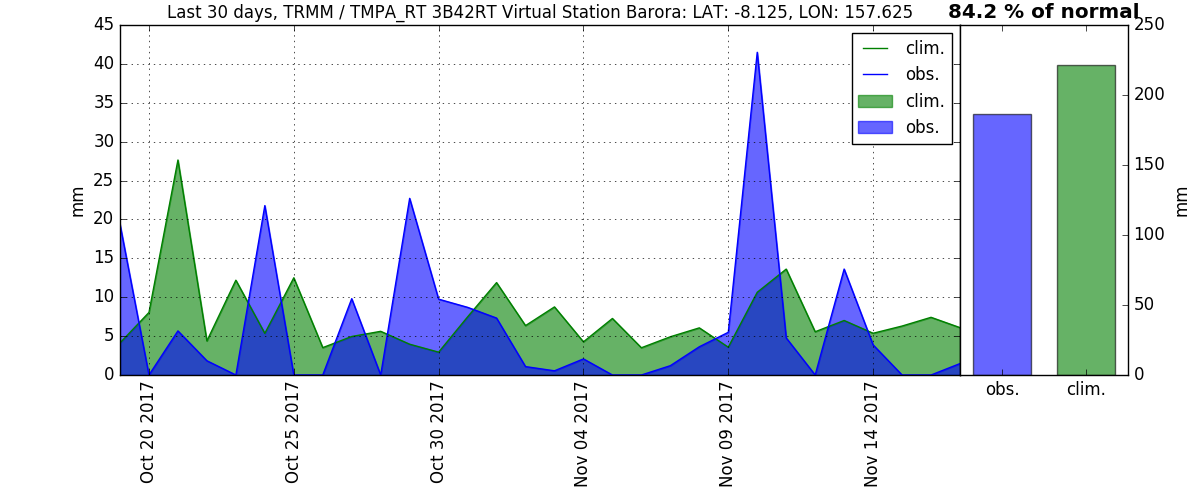 Last 30 days, TRMM / TMPA_RT 3B42RT Virtual Station Barora: LAT: -8.125, LON: 157.625
84.2 % of normal
45
40
35
30
25
20
15
10
5
0
mm
clim.
obs.
clim.
obs.
Oct 20 2017
Oct 25 2017
Oct 30 2017
Nov 04 2017
Nov 09 2017
Nov 14 2017
250
200
150
100
50
0
mm
obs.
clim.